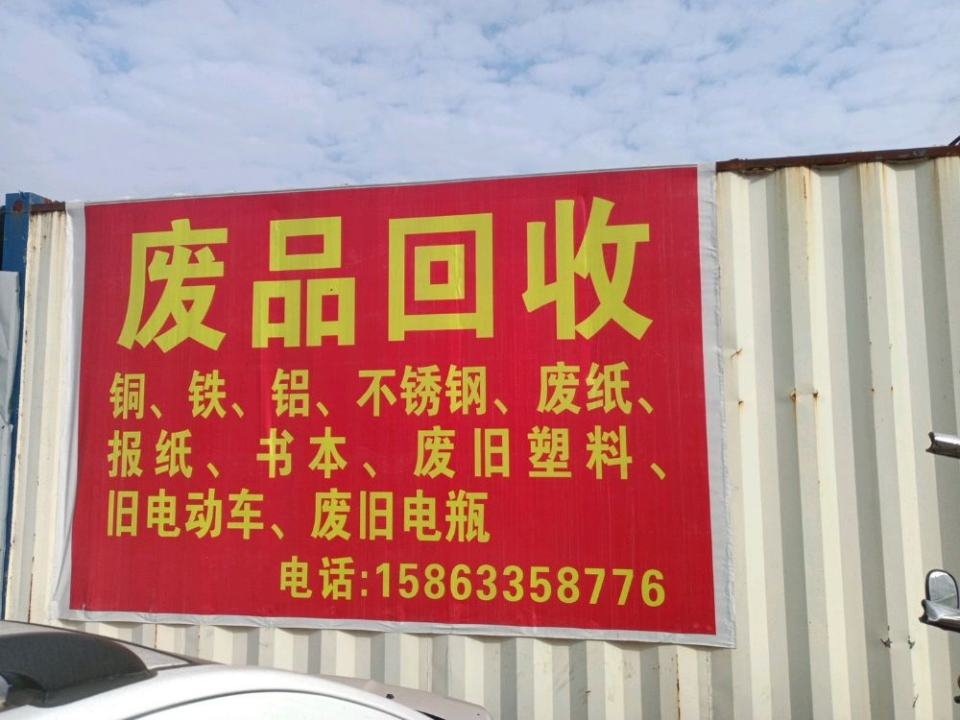 废品回收
铜、铁、铝、不锈钢、废纸、
报纸、书本、废旧塑料、
旧电动车、废旧电瓶
电话:15863358776